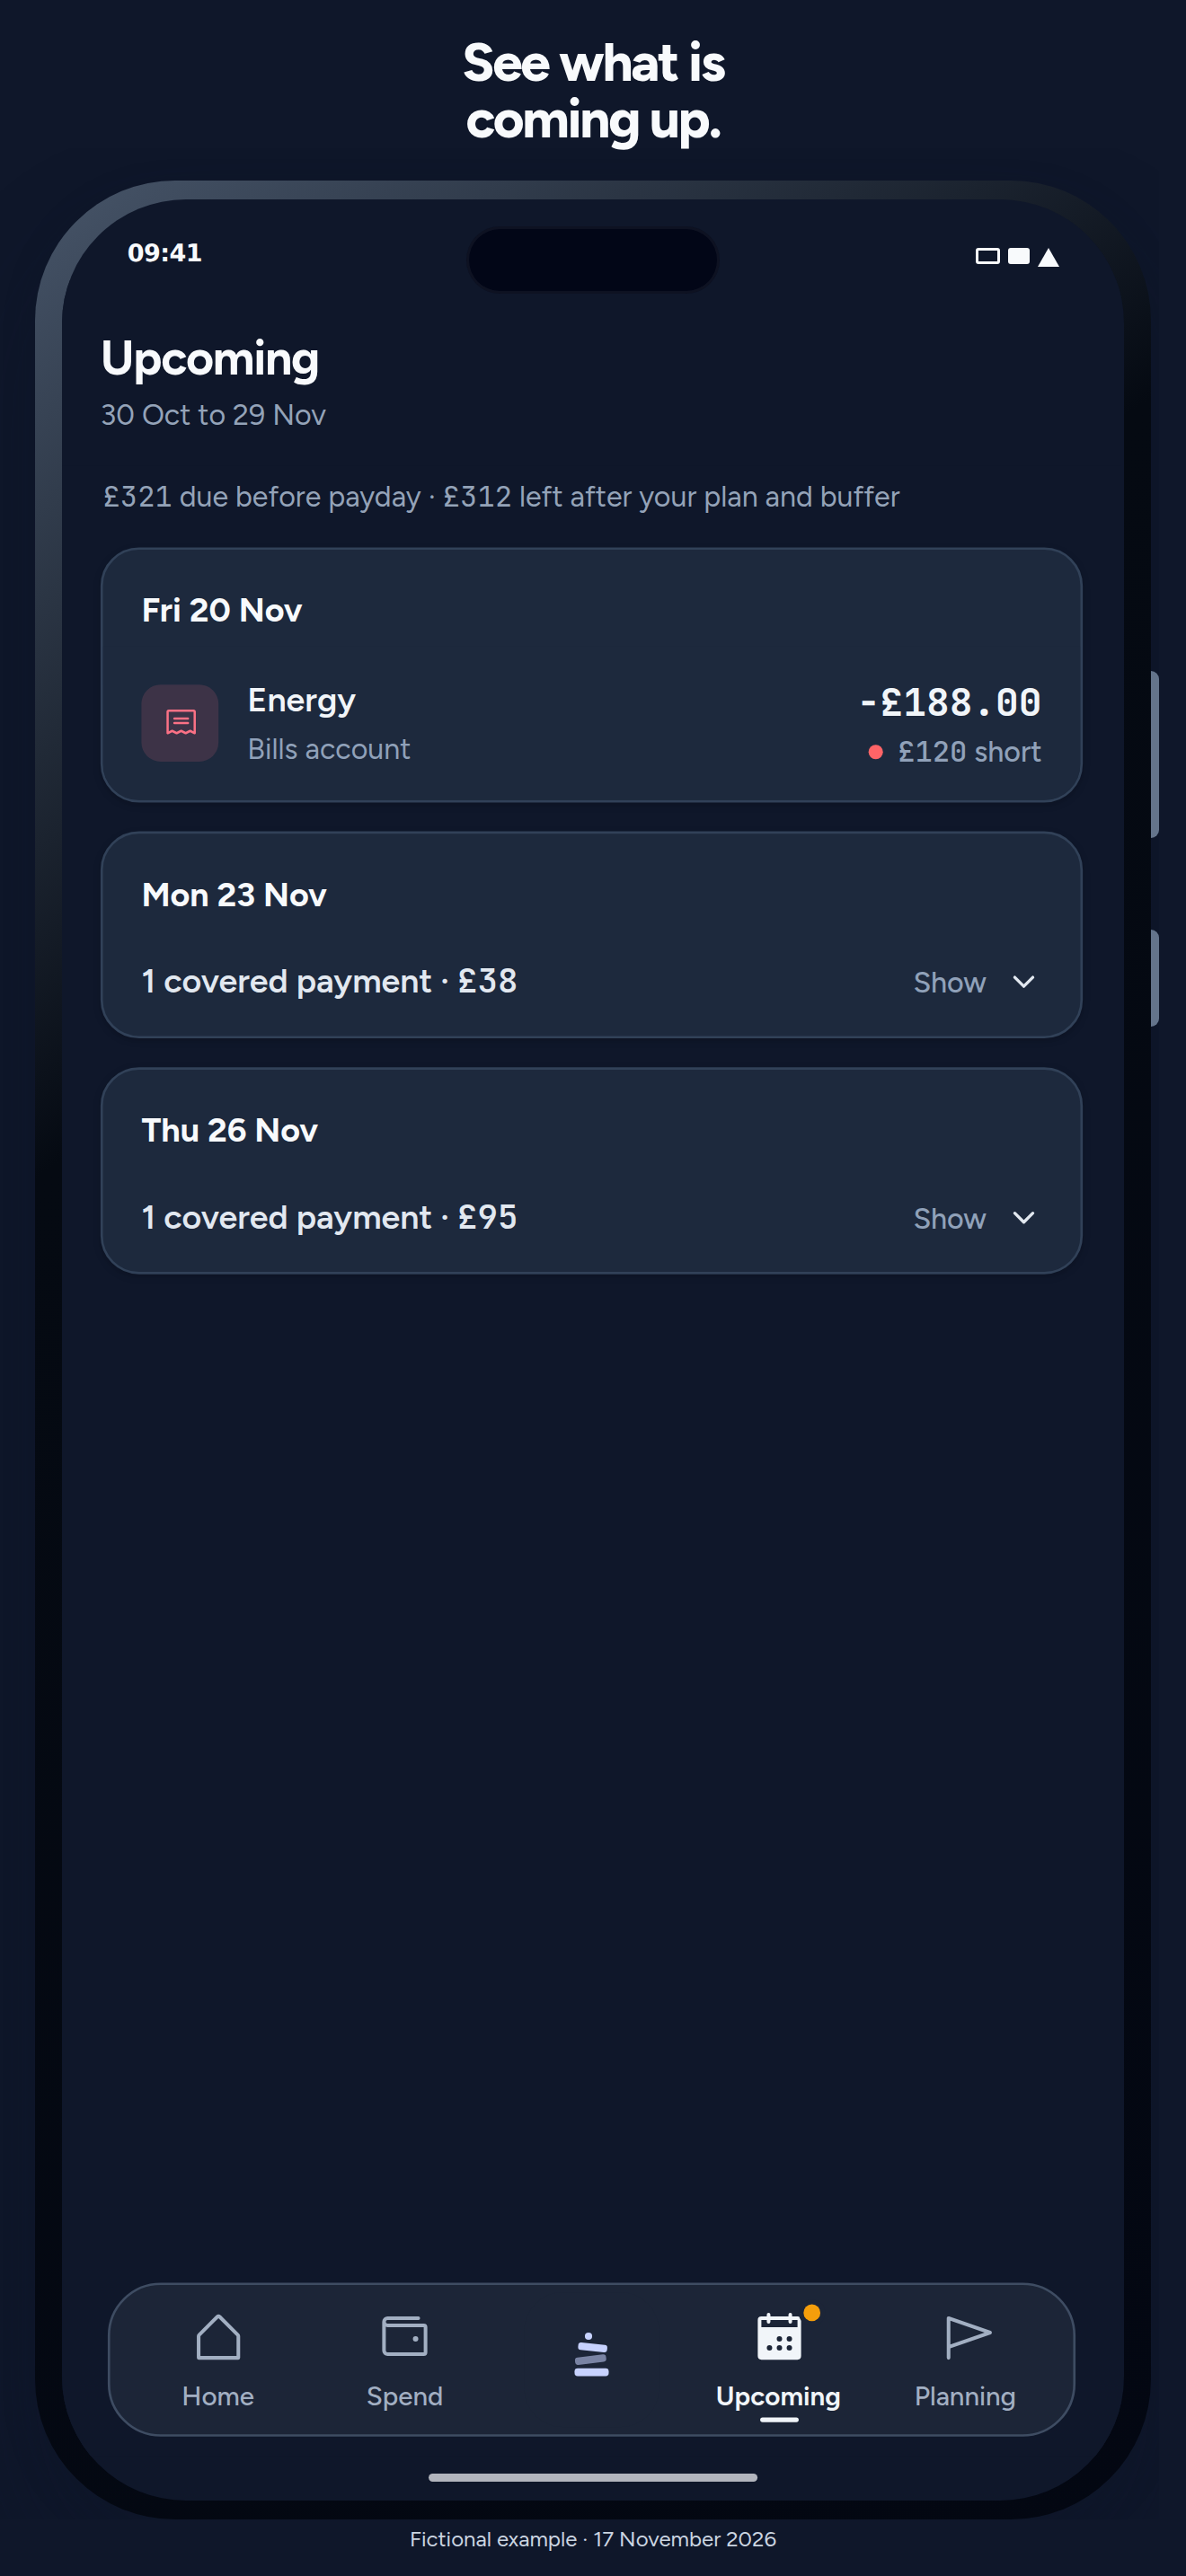 See what is
coming up.
09:41
Upcoming
30 Oct to 29 Nov
£321 due before payday · £312 left after your plan and buffer
Fri 20 Nov
Energy
-£188.00
Bills account
£120 short
Mon 23 Nov
1 covered payment · £38
Show
Thu 26 Nov
1 covered payment · £95
Show
Home
Spend
Upcoming
Planning
Fictional example · 17 November 2026